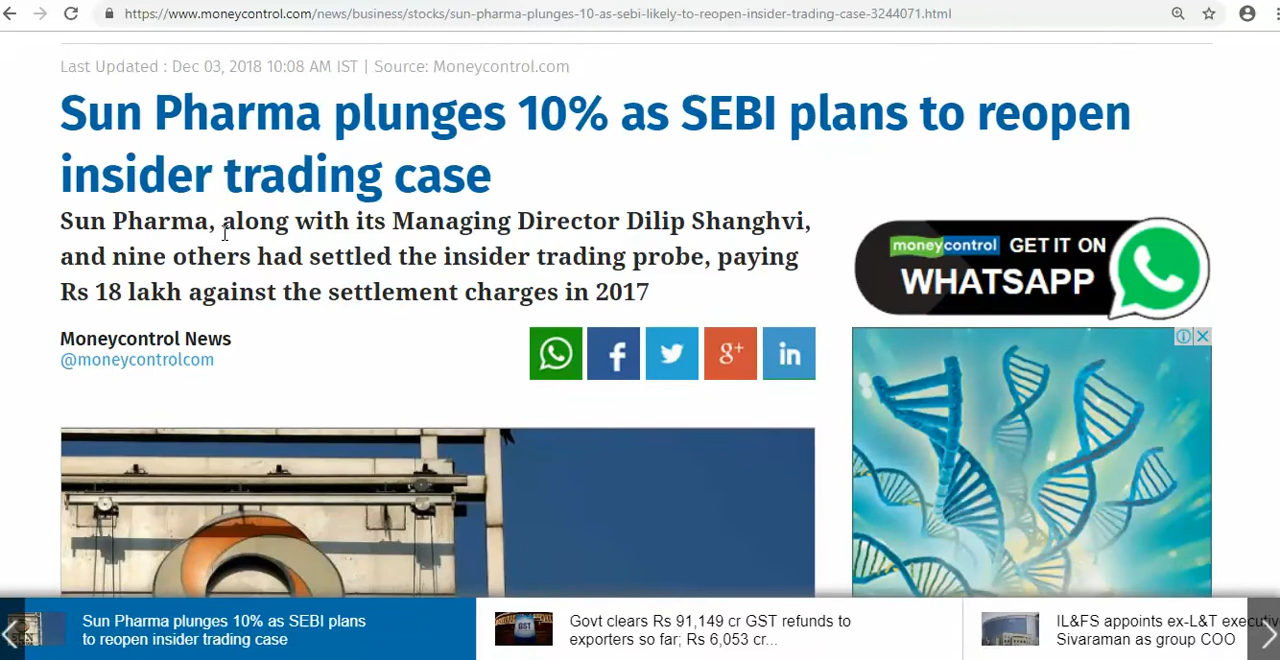 https://www.moneycontrol.com/news/business/stocks/sun-pharma-plunges-10-as-sebi-likely-to-reopen-insider-trading-case-3244071.html
Last Updated : Dec 03, 2018 10:08 AM IST | Source: Moneycontrol.com
Sun Pharma plunges 10% as SEBI plans to reopen
insider trading case
Sun Pharma, along with its Managing Director Dilip Shanghvi,
and nine others had settled the insider trading probe, paying
Rs 18 lakh against the settlement charges in 2017
moneycontrol GET IT ON
WHATSAPP
Moneycontrol News
@moneycontrolcom
f
g+
in
Sun Pharma plunges 10% as SEBI plans
to reopen insider trading case
GST
Govt clears Rs 91,149 cr GST refunds to
exporters so far; Rs 6,053 cr...
IL&FS appoints ex-L&T
Sivaraman as group COO